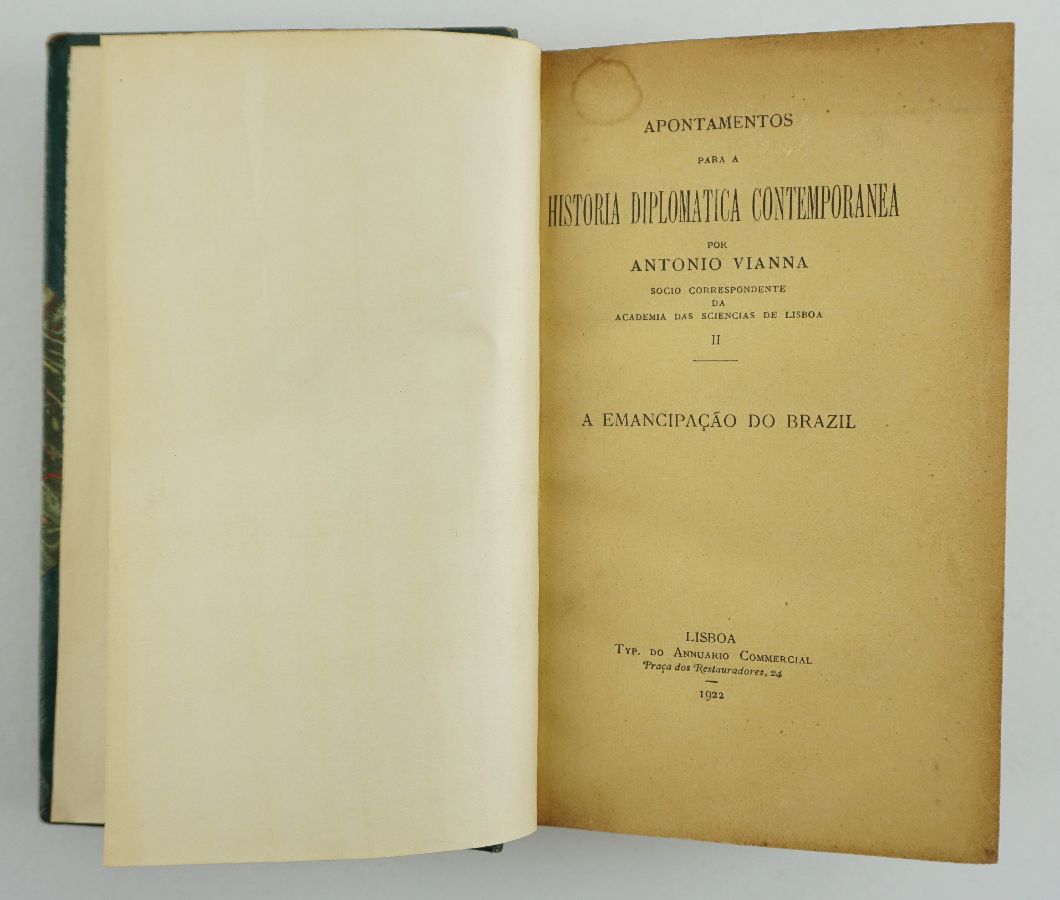 APONTAMENTOS
PARA A
HISTORIA DIPLOMATICA CONTEMPORANEA
POR
ANTONIO VIANNA
SOCIO CORRESPONDENTE
DA
ACADEMIA DAS SCIENCIAS DE LISBOA
II
A EMANCIPAÇÃO DO BRAZIL
LISBOA
TYP. DO ANNUARIO COMMERCIAL
Praça dos Restauradores, 24
1922